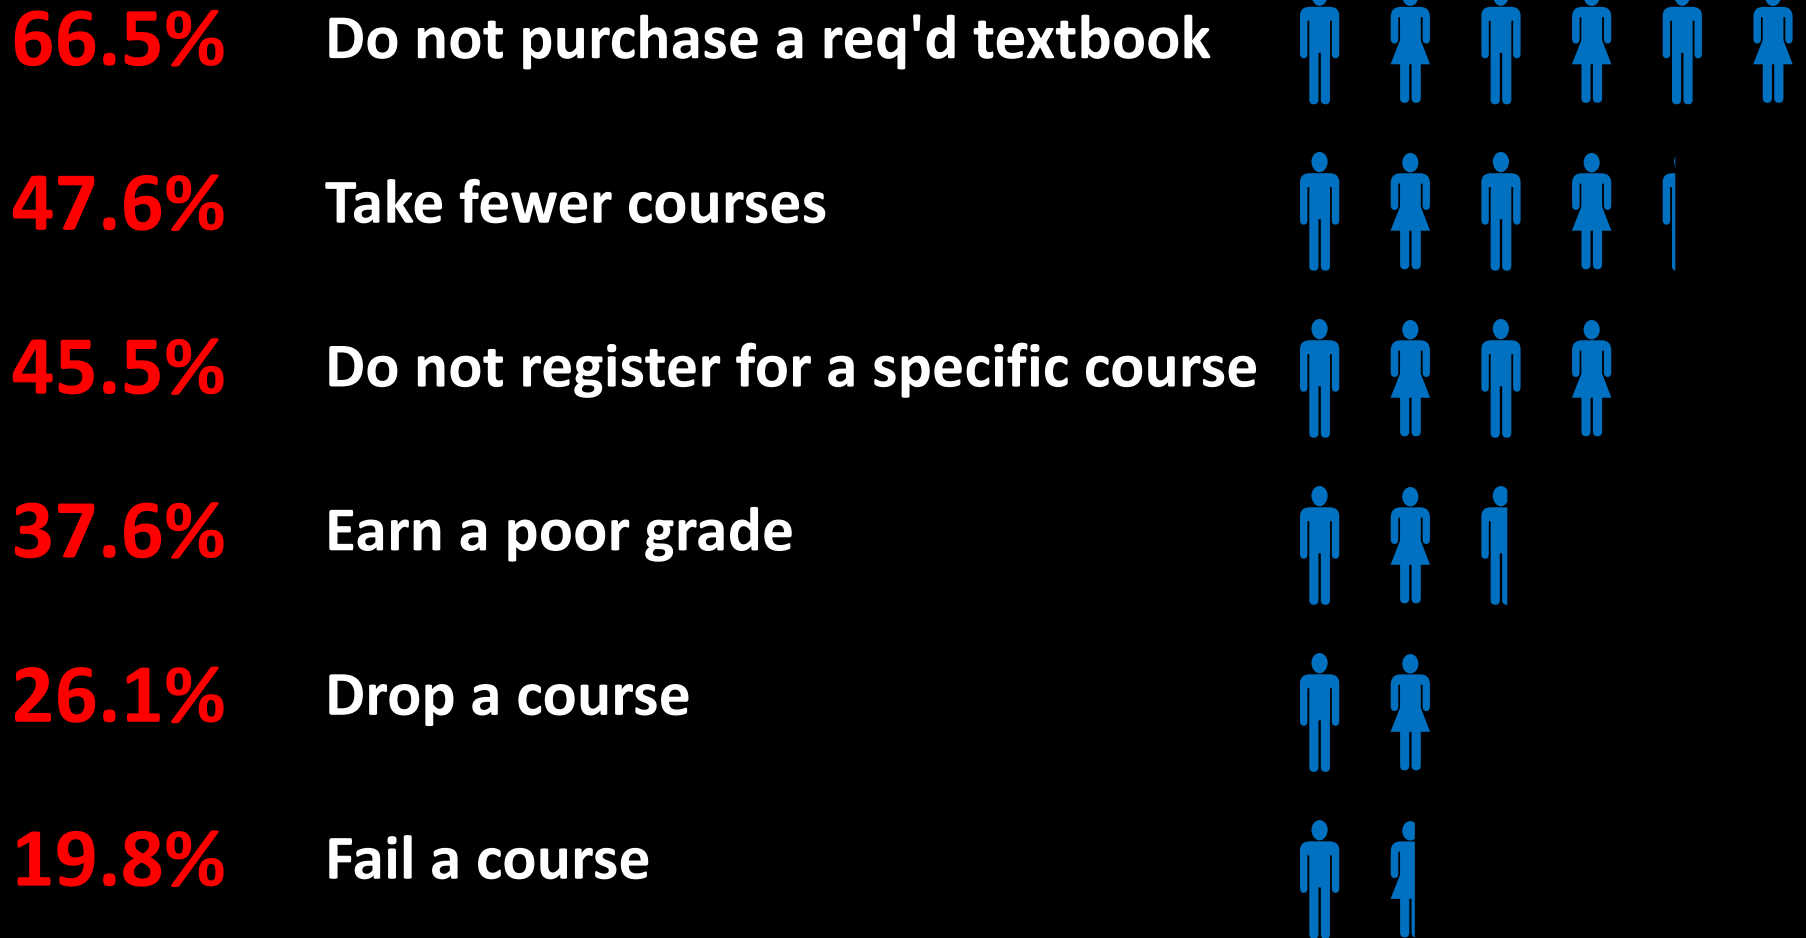 66.5% Do not purchase a req'd textbook
47.6% Take fewer courses
45.5% Do not register for a specific course
37.6% Earn a poor grade
26.1% Drop a course
19.8% Fail a course